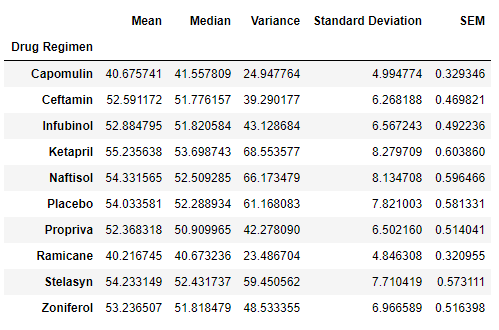 Mean Median Variance Standard Deviation SEM
Drug Regimen
Capomulin 40.675741 41.557809 24.947764 4.994774 0.329346
Ceftamin 52.591172 51.776157 39.290177 6.268188 0.469821
Infubinol 52.884795 51.820584 43.128684 6.567243 0.492236
Ketapril 55.235638 53.698743 68.553577 8.279709 0.603860
Naftisol 54.331565 52.509285 66.173479 8.134708 0.596466
Placebo 54.033581 52.288934 61.168083 7.821003 0.581331
Propriva 52.368318 50.909965 42.278090 6.502160 0.514041
Ramicane 40.216745 40.673236 23.486704 4.846308 0.320955
Stelasyn 54.233149 52.431737 59.450562 7.710419 0.573111
Zoniferol 53.236507 51.818479 48.533355 6.966589 0.516398